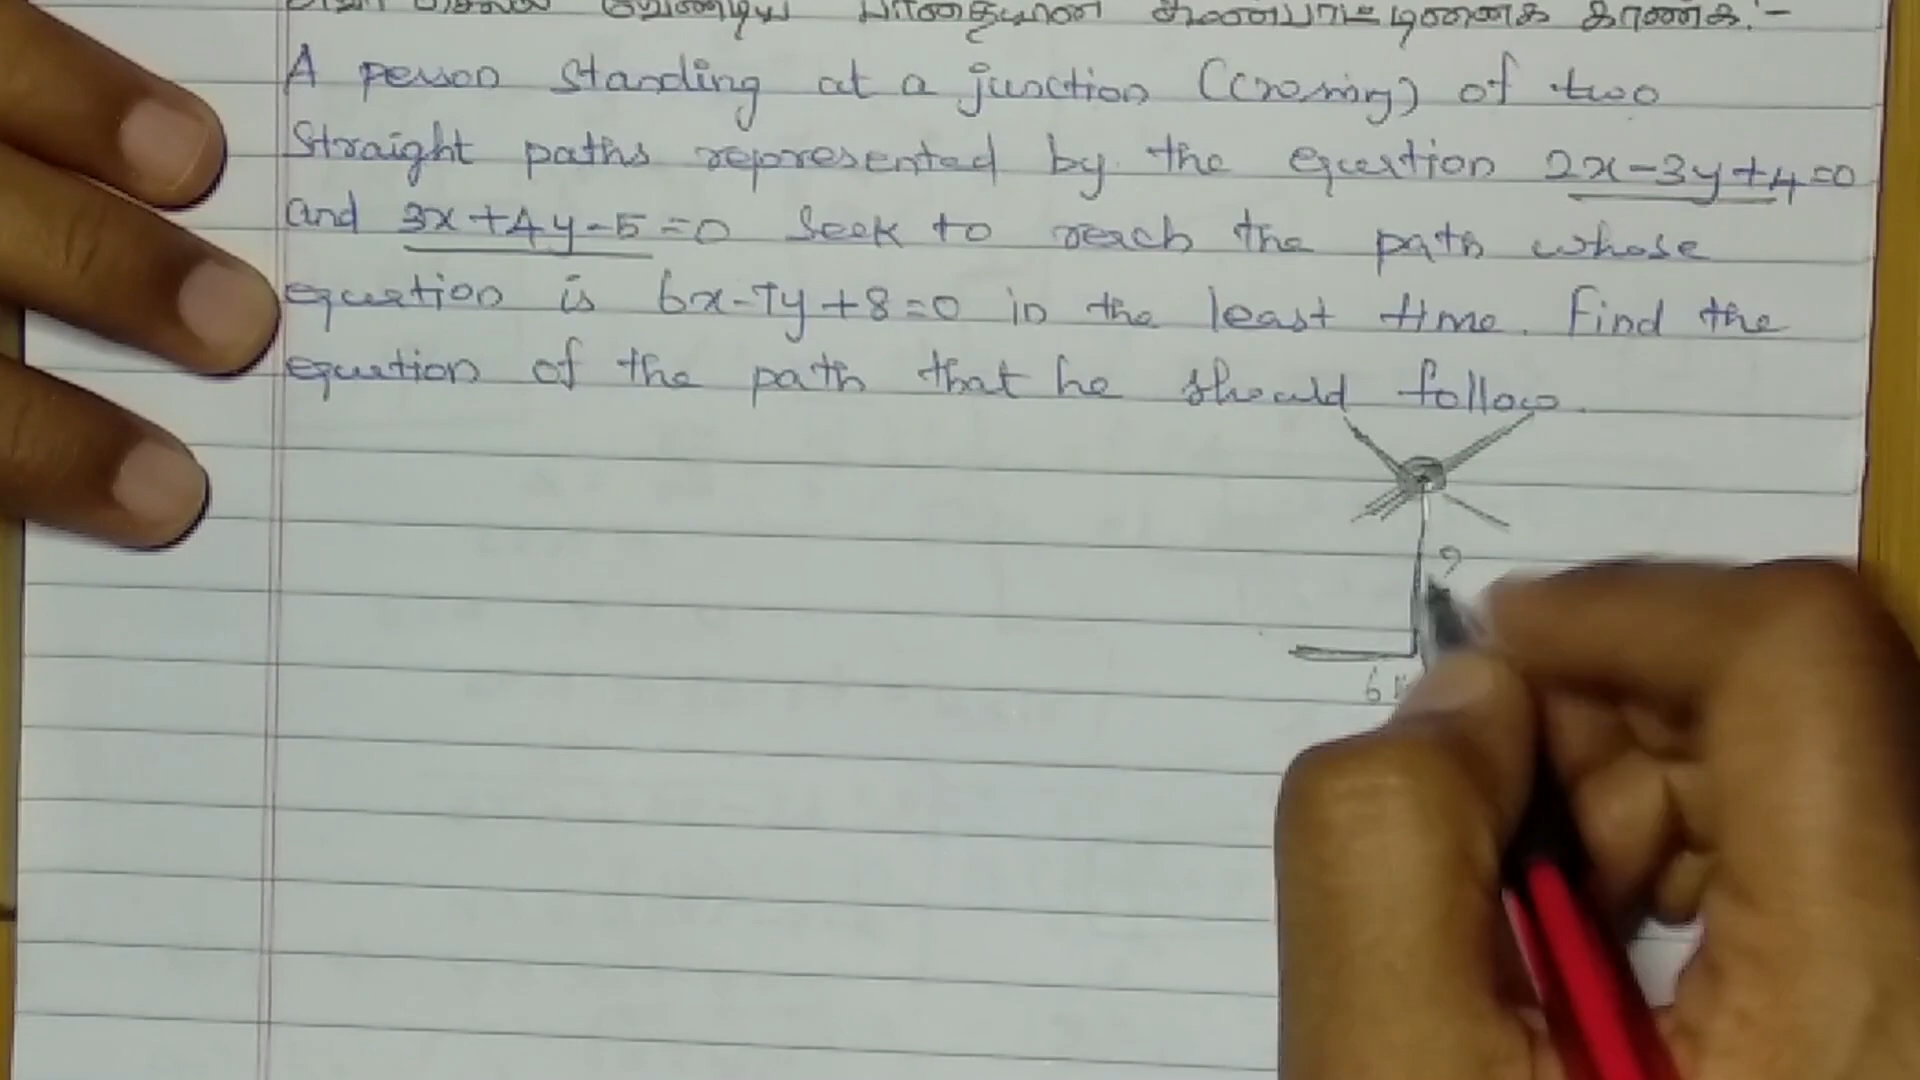 வேண்டிய பாதையான சமன்பாட்டினைக் காண்க:-
A person standing at a junction (crossing) of two
Straight paths represented by the equation 2x-3y+4=0
and 3x+4y-5=0 Seek to reach the path whose
equation is 6x-7y+8=0 in the least time. Find the
equation of the path that he should follow.
?
6